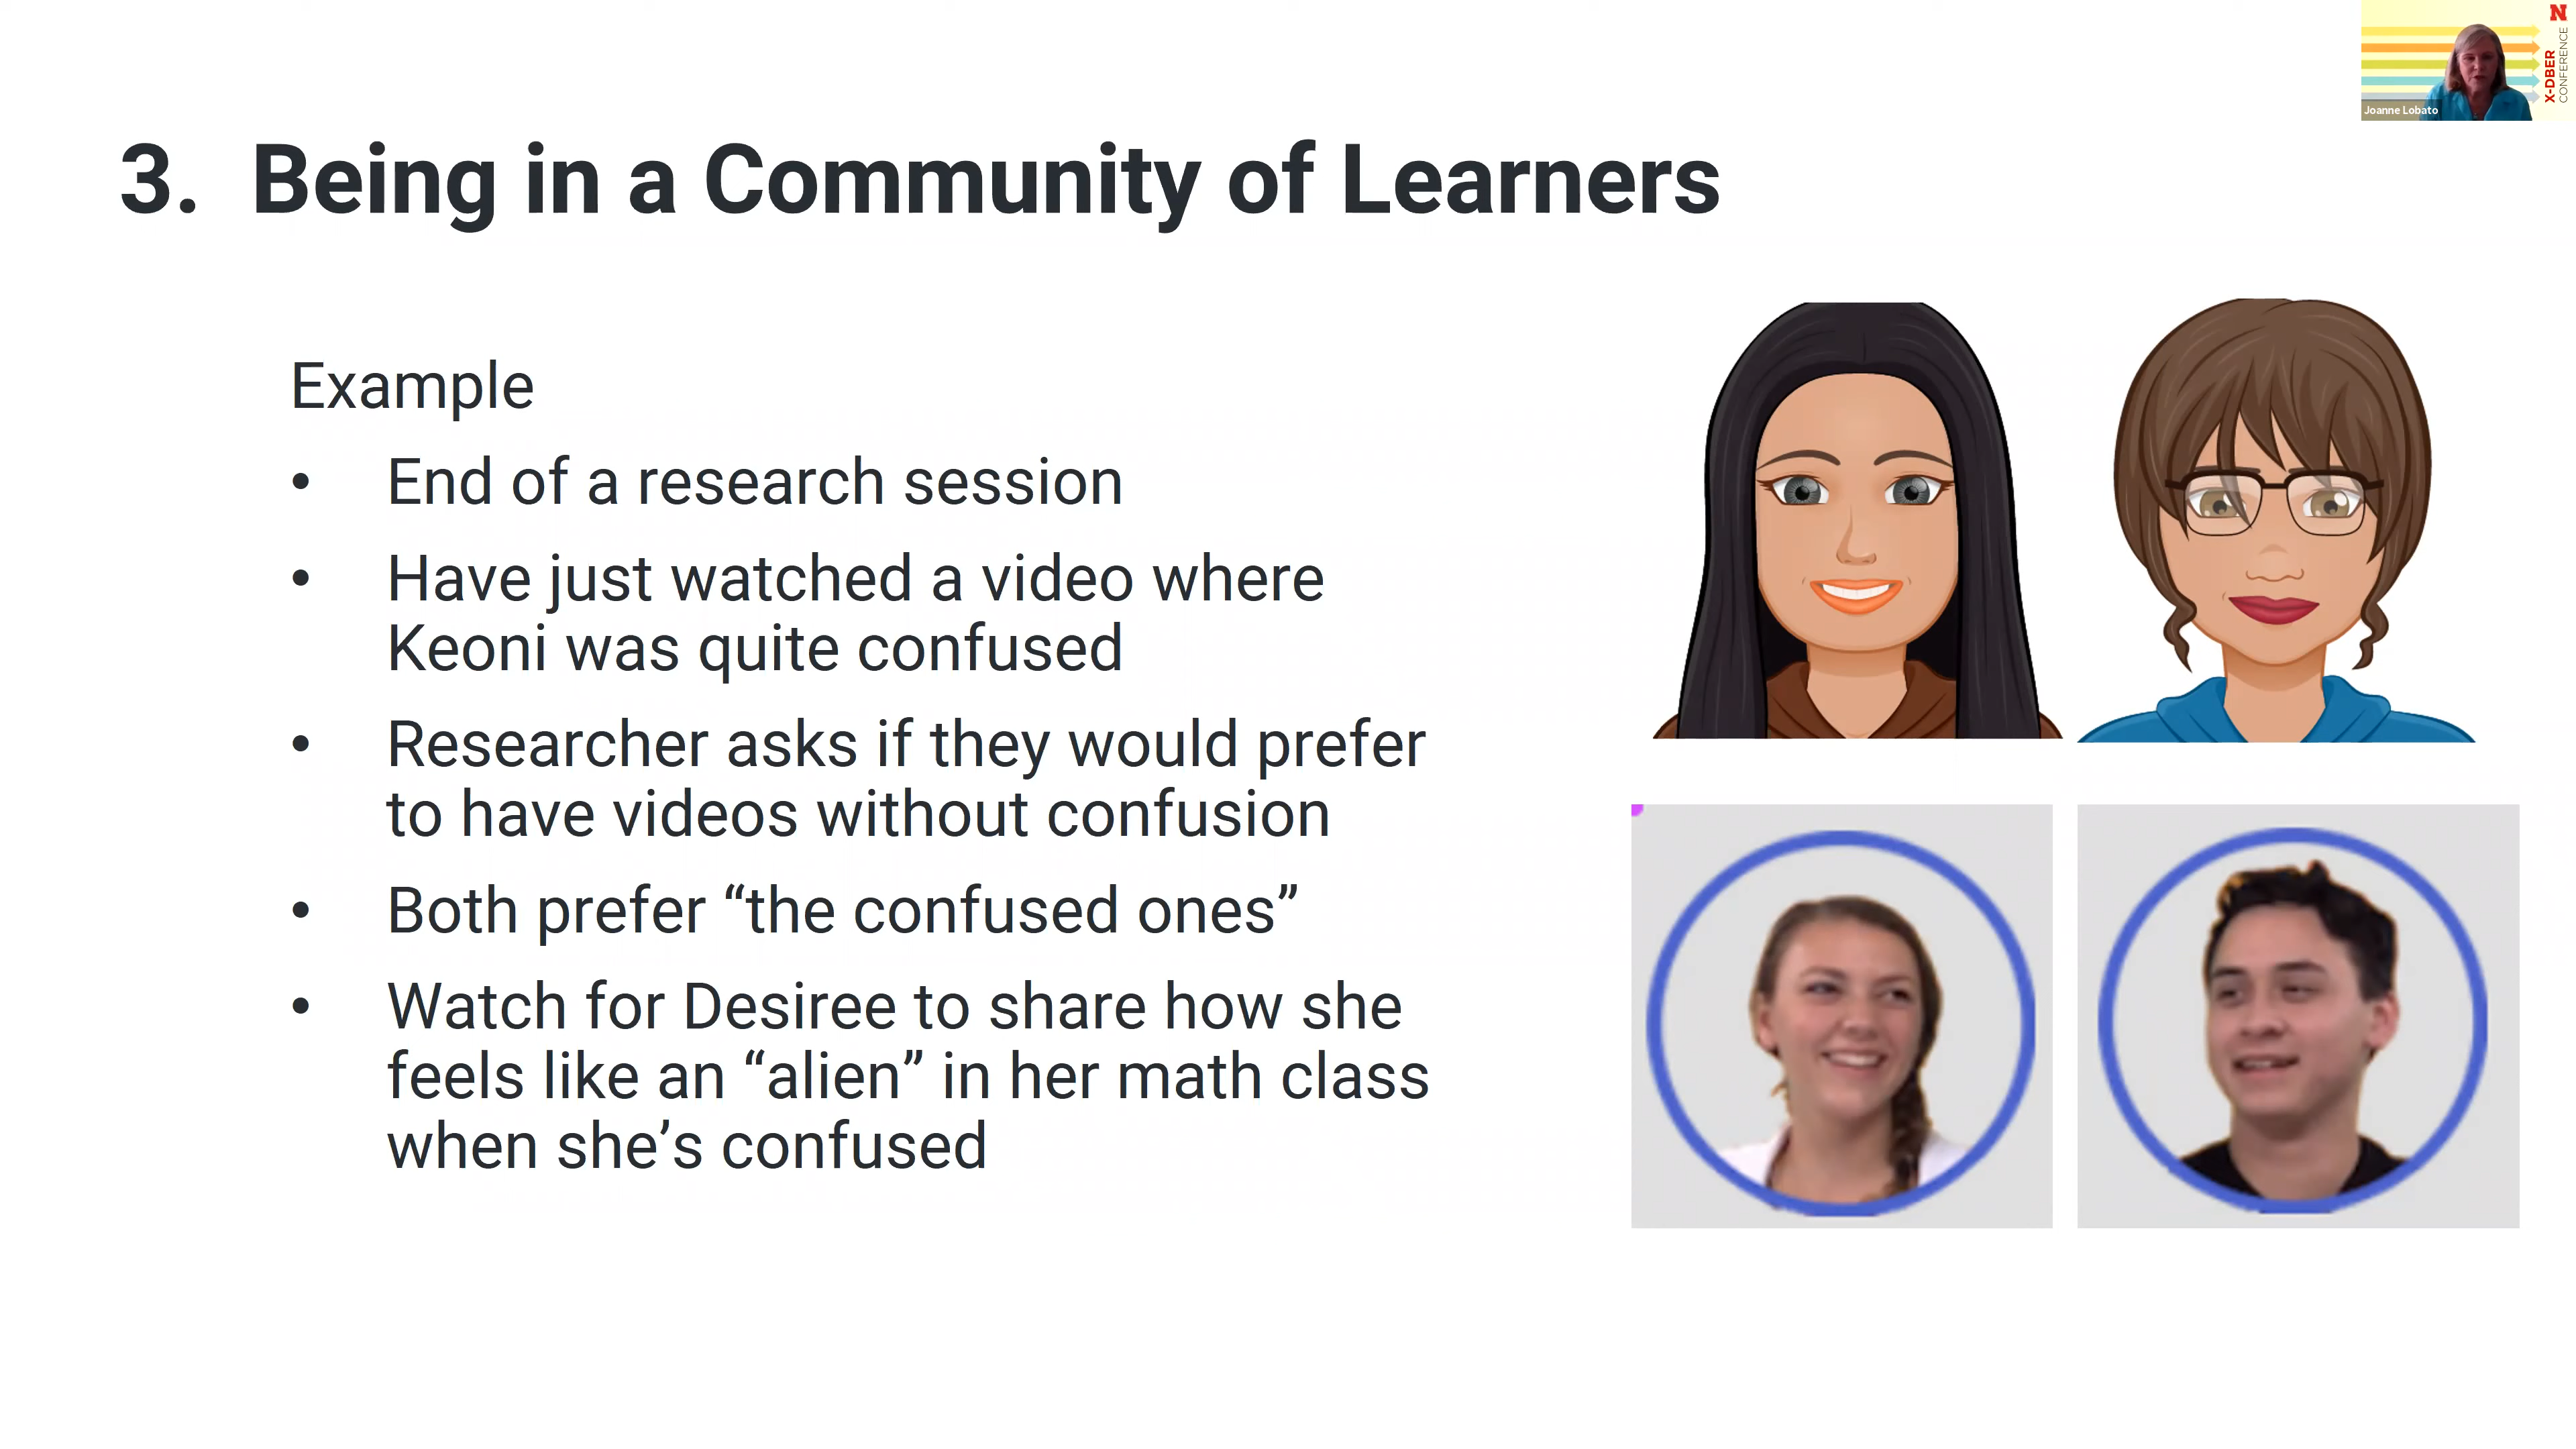 N
X-DBER
CONFERENCE
Joanne Lobato
3. Being in a Community of Learners
Example
• End of a research session
• Have just watched a video where
Keoni was quite confused
• Researcher asks if they would prefer
to have videos without confusion
• Both prefer “the confused ones”
• Watch for Desiree to share how she
feels like an “alien” in her math class
when she’s confused